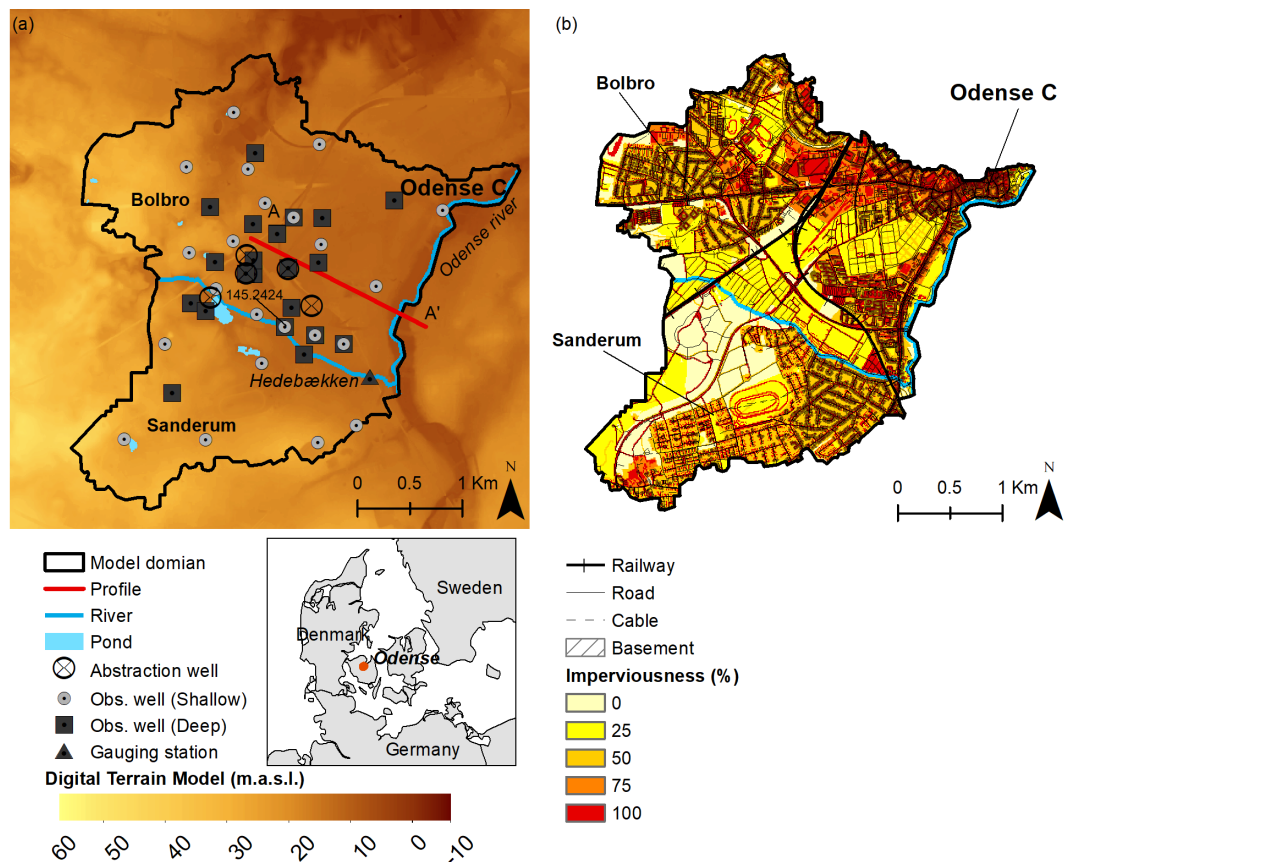 (a)
Bolbro
Odense C
A
Odense river
145.2424
A'
Hedebækken
Sanderum
N
0 0.5 1 Km
Model domian
Profile
River
Pond
Abstraction well
Obs. well (Shallow)
Obs. well (Deep)
Gauging station
Digital Terrain Model (m.a.s.l.)
60 50 40 30 20 10 0 -10
Sweden
Denmark
Odense
Germany
(b)
Bolbro
Odense C
Sanderum
N
0 0.5 1 Km
Railway
Road
Cable
Basement
Imperviousness (%)
0
25
50
75
100